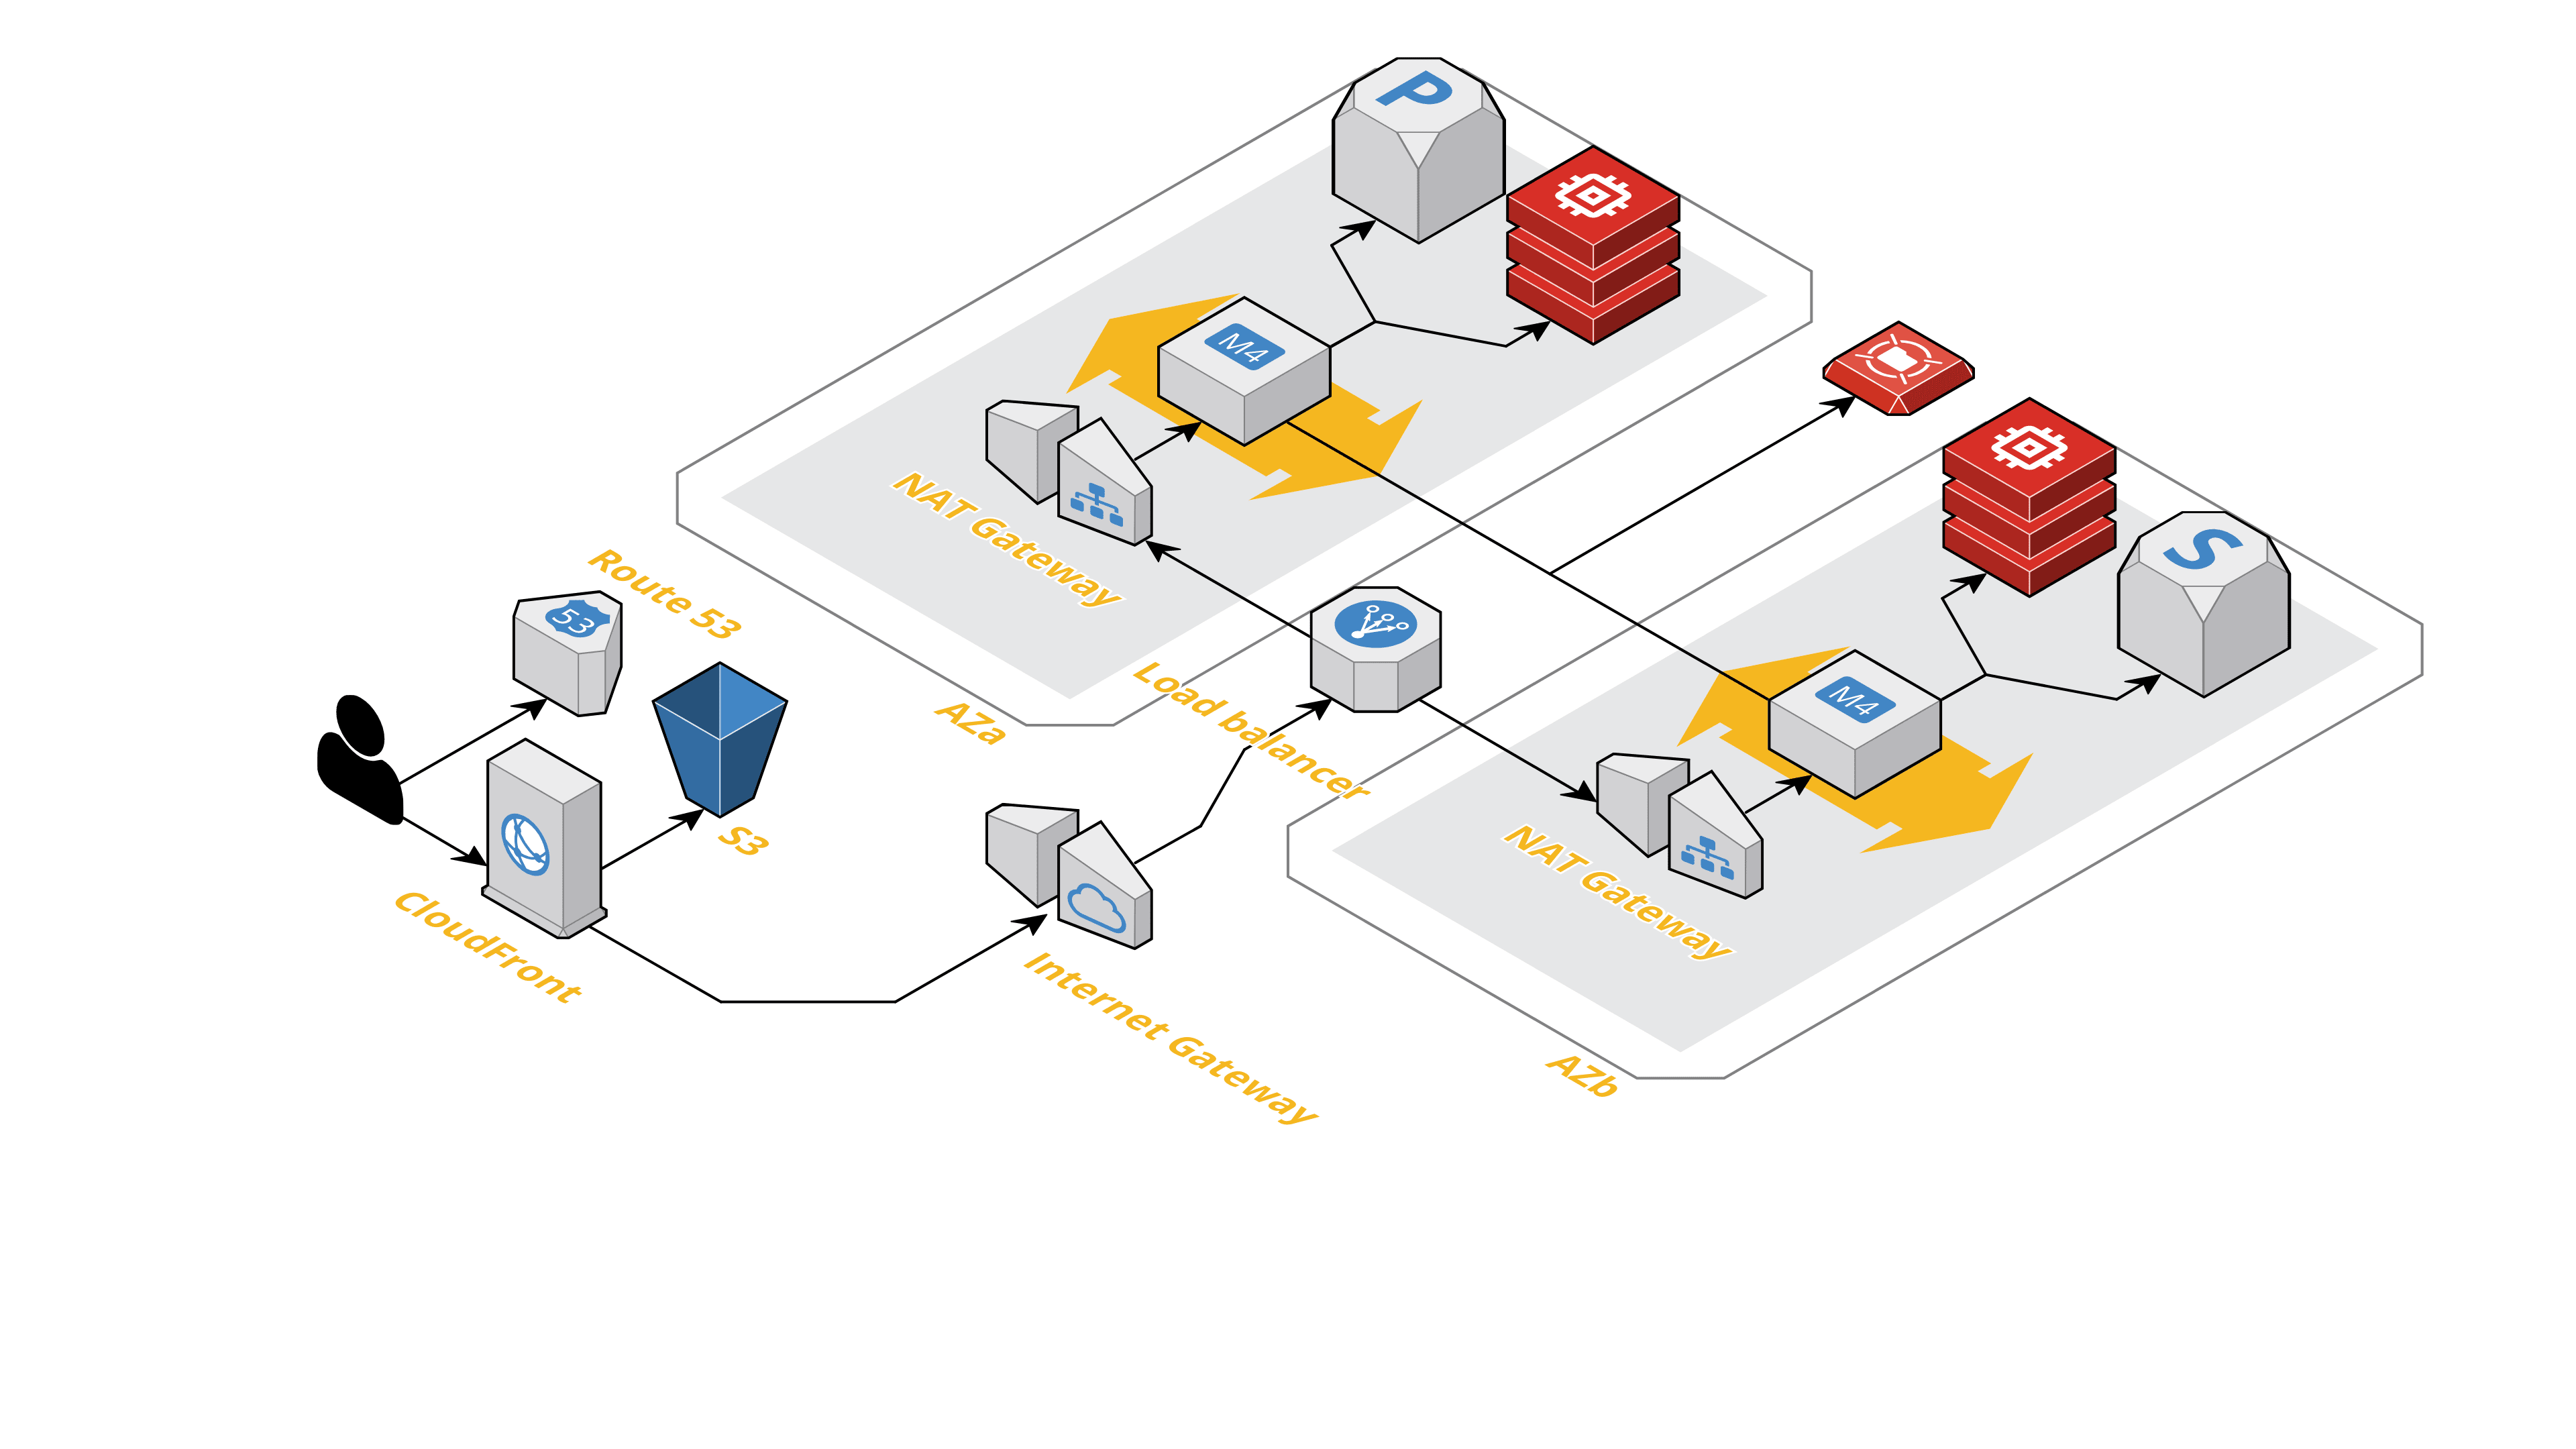 P
M4
NAT Gateway
Route 53
53
AZa
Load balancer
S3
CloudFront
Internet Gateway
S
M4
NAT Gateway
AZb